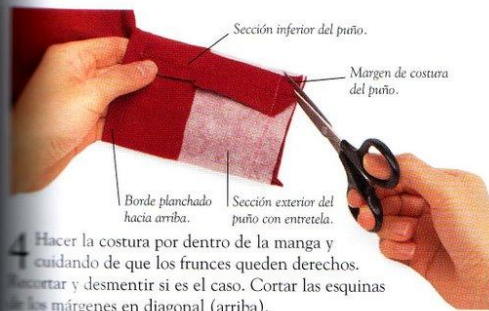 Sección inferior del puño.
Margen de costura
del puño.
Borde planchado
hacia arriba.
Sección exterior del
puño con entretela.
4 Hacer la costura por dentro de la manga y
cuidando de que los frunces queden derechos.
Recortar y desmentir si es el caso. Cortar las esquinas
de los márgenes en diagonal (arriba).